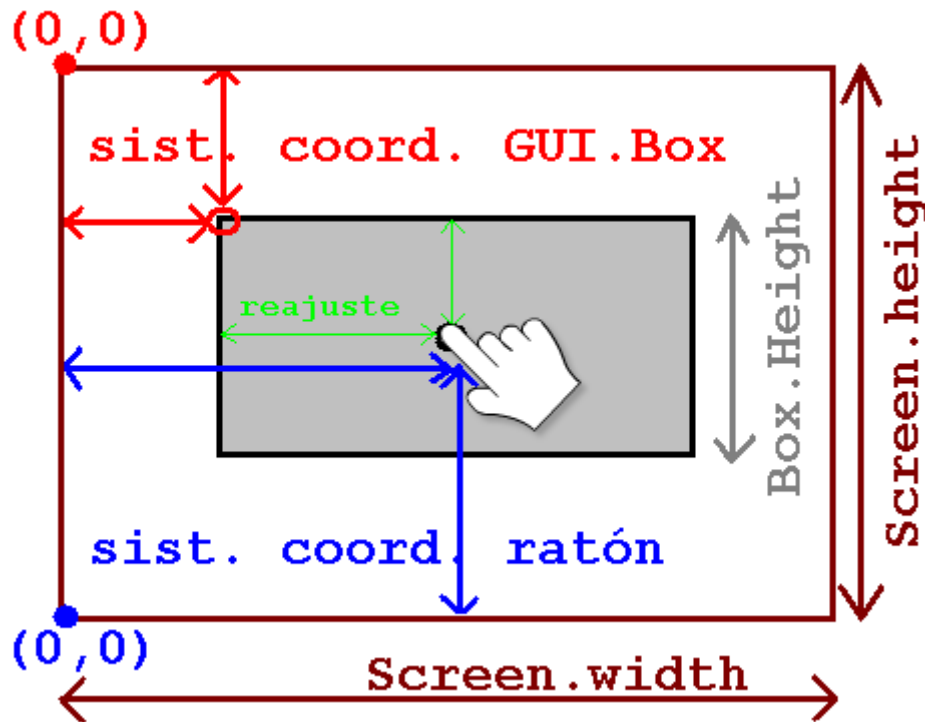 (0,0)
sist. coord. GUI.Box
Screen.height
Box.Height
reajuste
sist. coord. ratón
(0,0)
Screen.width